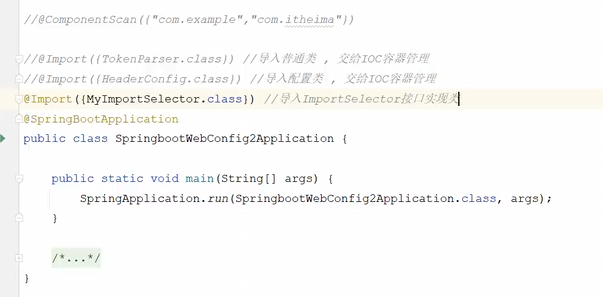 //@ComponentScan({"com.example","com.itheima"})
//@Import({TokenParser.class}) //导入普通类 , 交给IOC容器管理
//@Import({HeaderConfig.class}) //导入配置类 , 交给IOC容器管理
@Import({MyImportSelector.class}) //导入ImportSelector接口实现类
@SpringBootApplication
public class SpringbootWebConfig2Application {
public static void main(String[] args) {
SpringApplication.run(SpringbootWebConfig2Application.class, args);
}
/*...*/
}